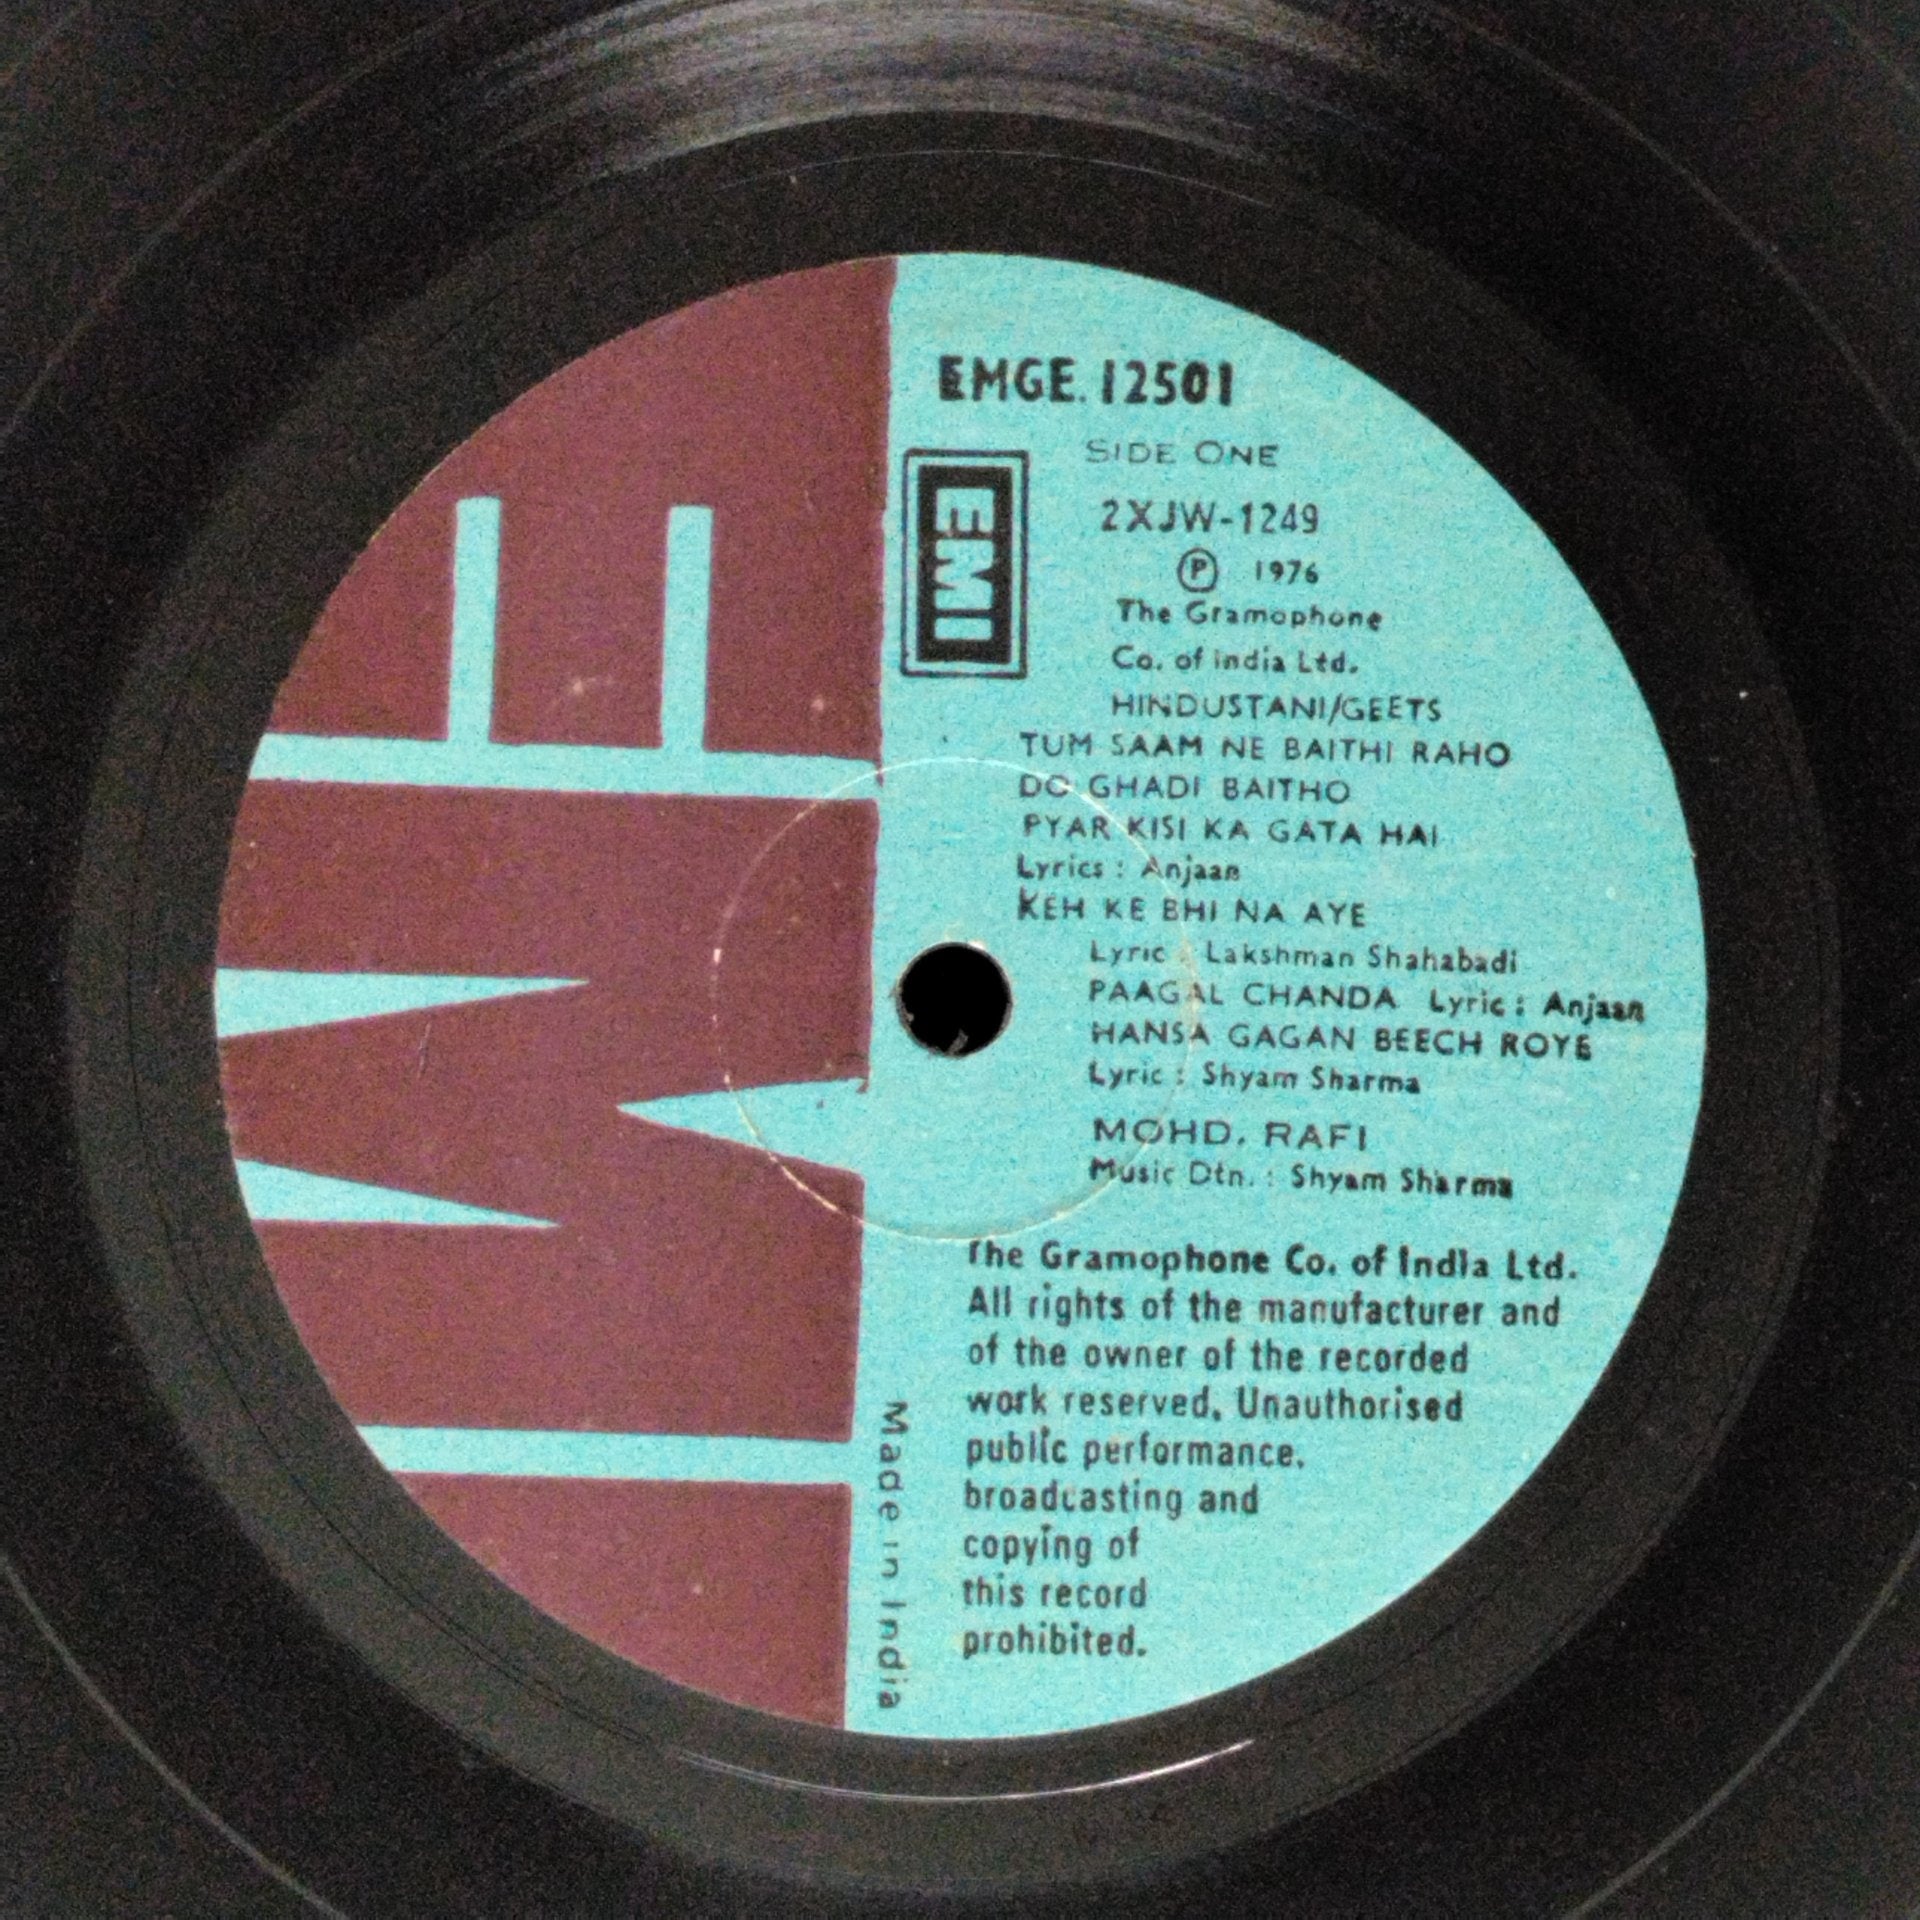 EMGE. 12501
SIDE ONE
EMI
2XJW-1249
Ⓟ 1976
The Gramophone
Co. of India Ltd.
HINDUSTANI/GEETS
TUM SAAM NE BAITHI RAHO
DO GHADI BAITHO
PYAR KISI KA GATA HAI
Lyrics : Anjaan
KEH KE BHI NA AYE
Lyric : Lakshman Shahabadi
PAAGAL CHANDA Lyric : Anjaan
HANSA GAGAN BEECH ROYE
Lyric : Shyam Sharma
MOHD. RAFI
Music Dtn. : Shyam Sharma
The Gramophone Co. of India Ltd.
All rights of the manufacturer and
of the owner of the recorded
work reserved. Unauthorised
public performance.
broadcasting and
copying of
this record
prohibited.
Made in India
EMI